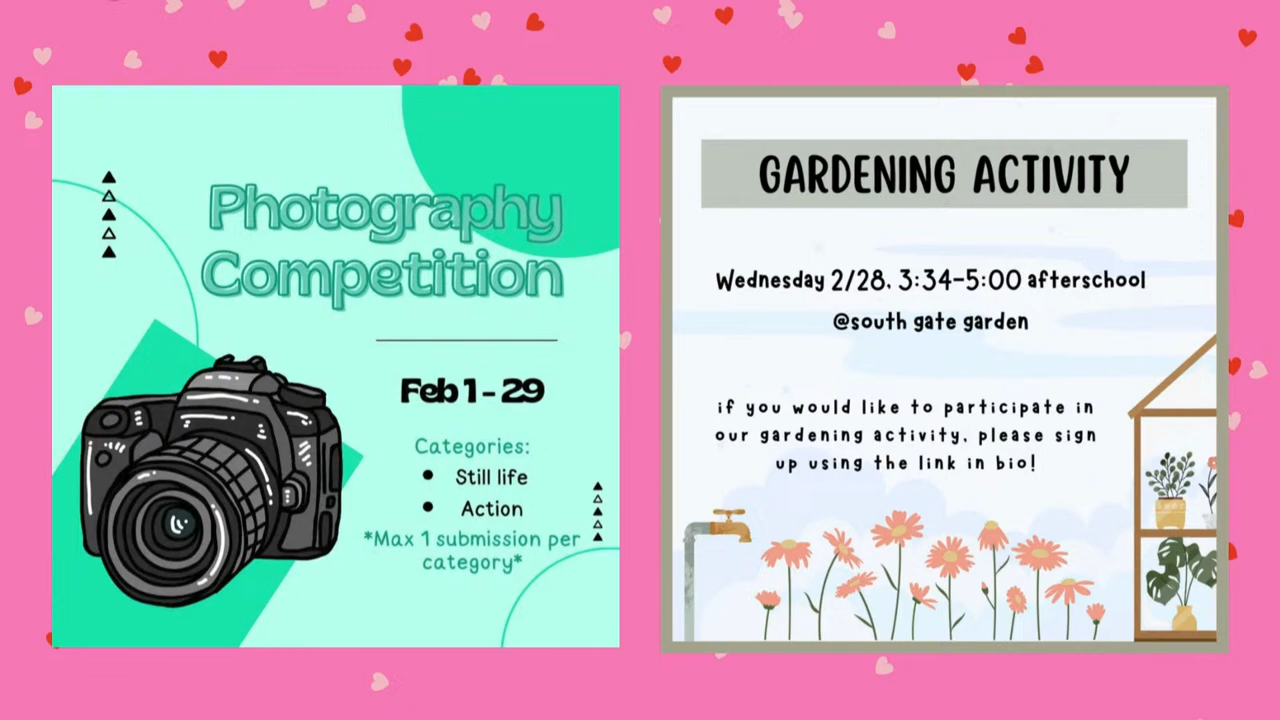 Photography
Competition
Feb 1 - 29
Categories:
• Still life
• Action
*Max 1 submission per
category*
GARDENING ACTIVITY
Wednesday 2/28, 3:34-5:00 afterschool
@south gate garden
if you would like to participate in
our gardening activity, please sign
up using the link in bio!